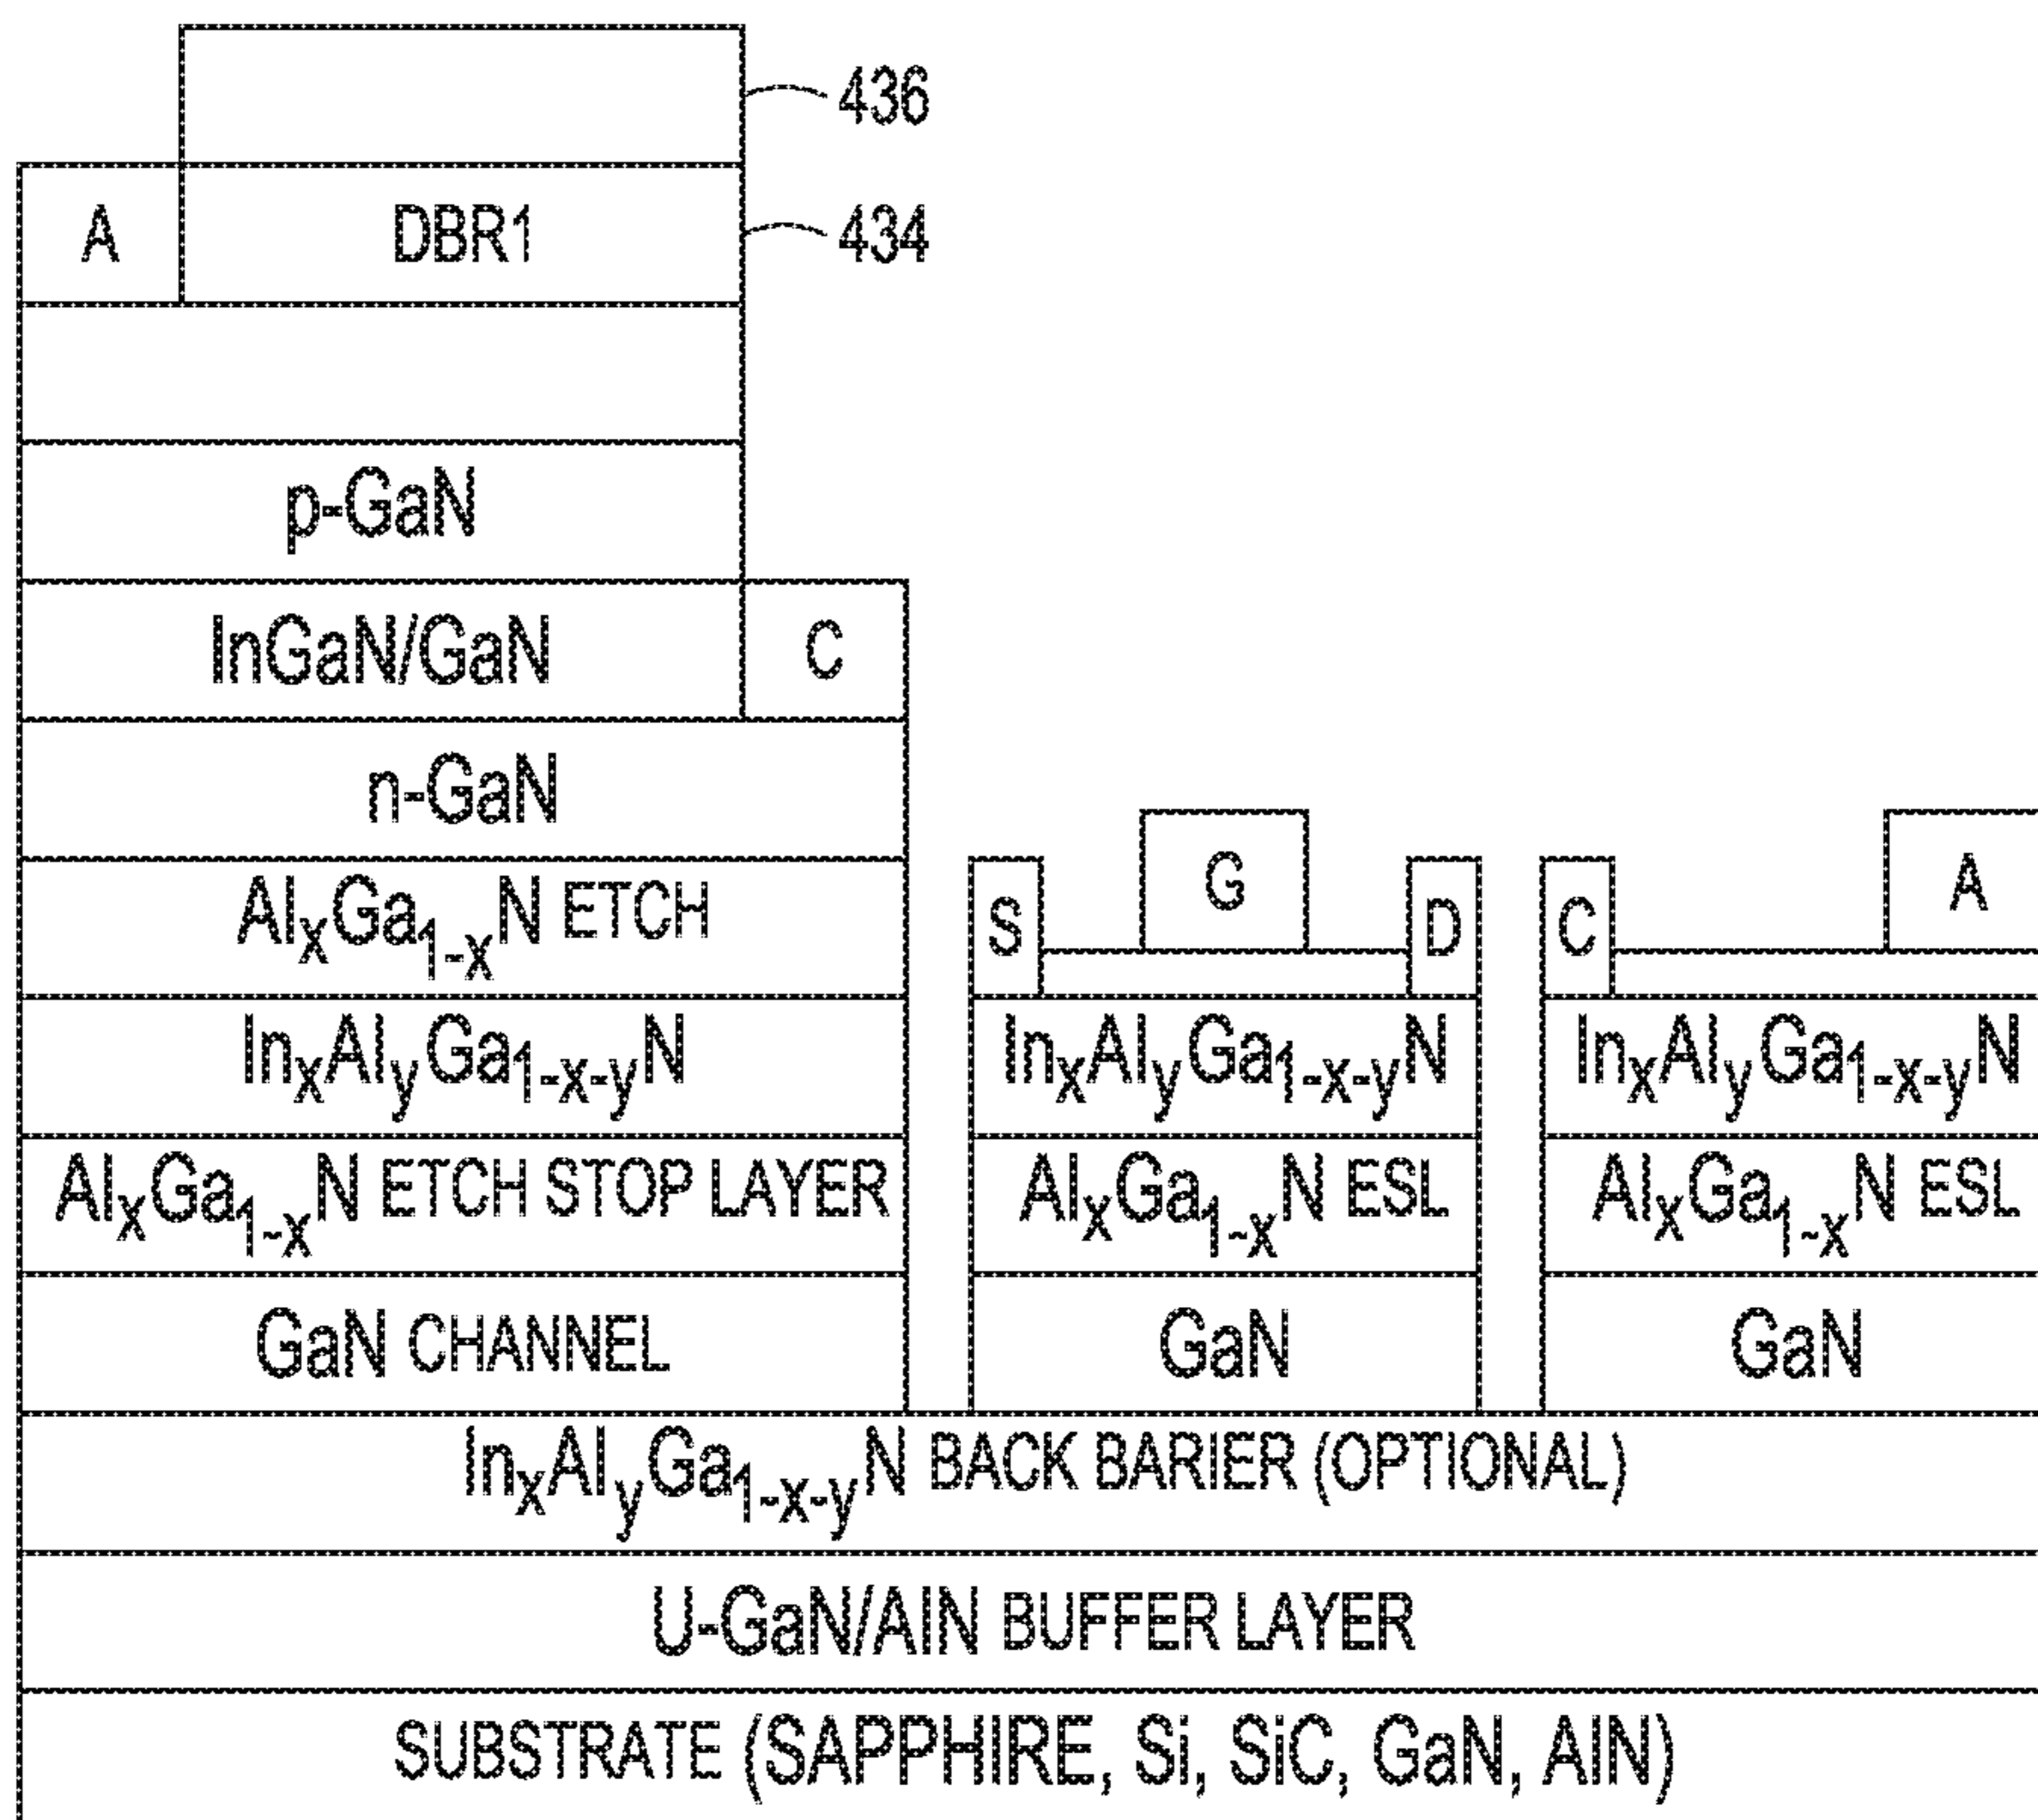 436
A DBR1 434
p-GaN
InGaN/GaN C
n-GaN
G A
AlₓGa₁₋ₓN ETCH S D C
InₓAlyGa₁₋ₓ₋yN InₓAlyGa₁₋ₓ₋yN InₓAlyGa₁₋ₓ₋yN
AlₓGa₁₋ₓN ETCH STOP LAYER AlₓGa₁₋ₓN ESL AlₓGa₁₋ₓN ESL
GaN CHANNEL GaN GaN
InₓAlyGa₁₋ₓ₋yN BACK BARIER (OPTIONAL)
U-GaN/AlN BUFFER LAYER
SUBSTRATE (SAPPHIRE, Si, SiC, GaN, AlN)